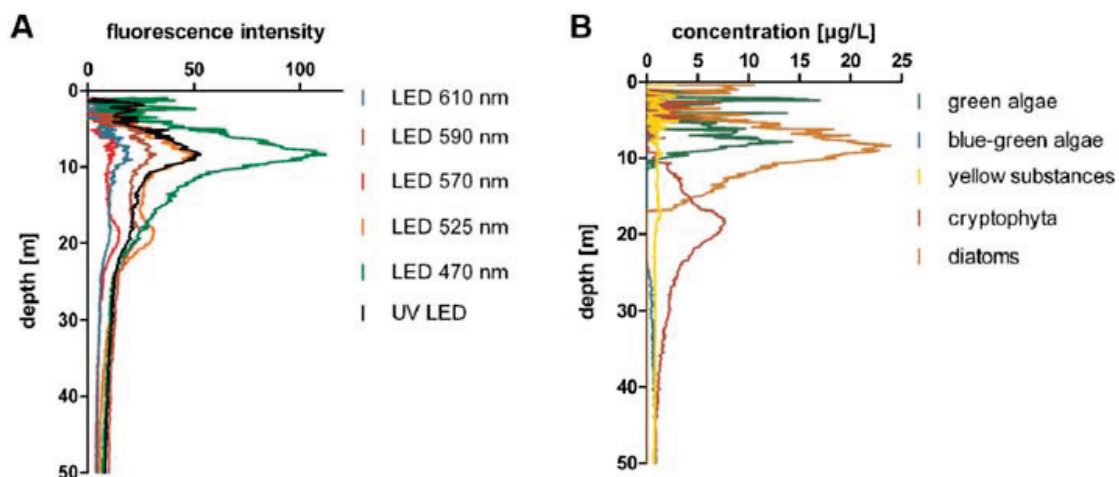 A
fluorescence intensity
0 50 100
0
10
20
30
40
50
depth [m]
LED 610 nm
LED 590 nm
LED 570 nm
LED 525 nm
LED 470 nm
UV LED
B
concentration [µg/L]
0 5 10 15 20 25
0
10
20
30
40
50
depth [m]
green algae
blue-green algae
yellow substances
cryptophyta
diatoms